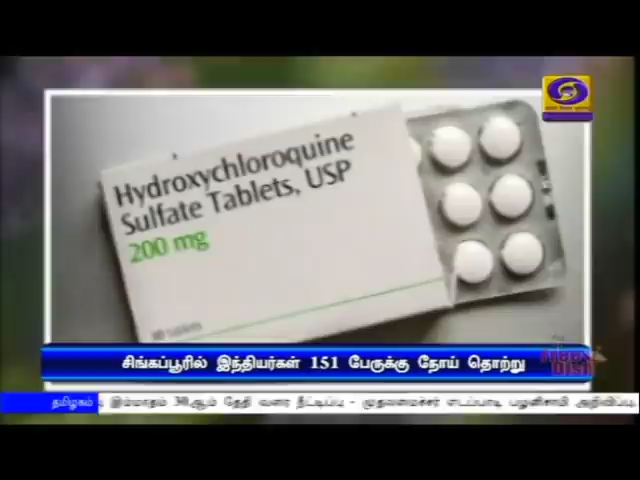 Hydroxychloroquine
Sulfate Tablets, USP
200 mg
சிங்கப்பூரில் இந்தியர்கள் 151 பேருக்கு நோய் தொற்று
தமிழகம்
இம்மாதம் 30ஆம் தேதி வரை நீட்டிப்பு - முதலமைச்சர் எடப்பாடி பழனிசாமி அறிவிப்பு.